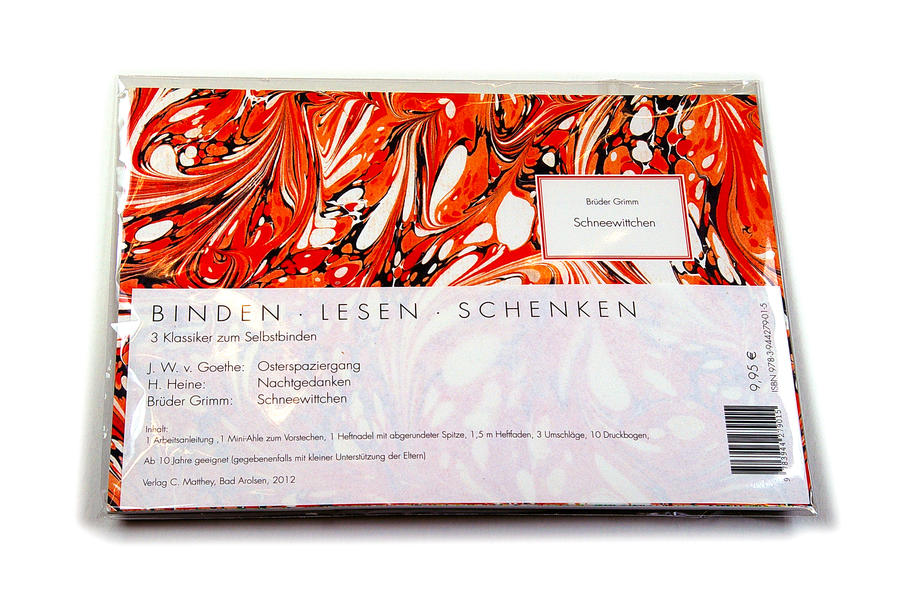 Brüder Grimm
Schneewittchen
BINDEN · LESEN · SCHENKEN
3 Klassiker zum Selbstbinden
J. W. v. Goethe: Osterspaziergang
H. Heine: Nachtgedanken
Brüder Grimm: Schneewittchen
Inhalt:
1 Arbeitsanleitung ,1 Mini-Ahle zum Vorstechen, 1 Heftnadel mit abgerundeter Spitze, 1,5 m Heftfaden, 3 Umschläge, 10 Druckbogen,
Ab 10 Jahre geeignet (gegebenenfalls mit kleiner Unterstützung der Eltern)
Verlag C. Matthey, Bad Arolsen, 2012
9,95 €
ISBN 978-3-944279-01-5
9 783944 279015